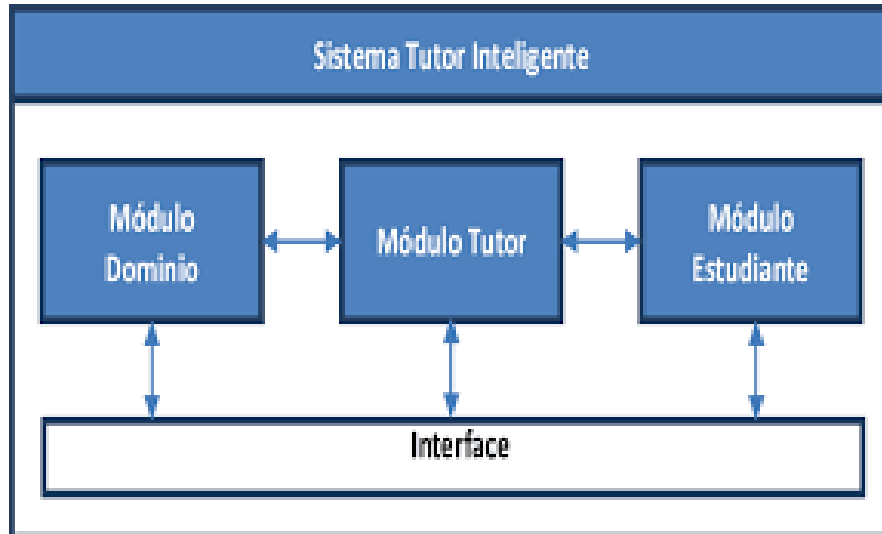 Sistema Tutor Inteligente
Módulo
Dominio
Módulo Tutor
Módulo
Estudiante
Interface